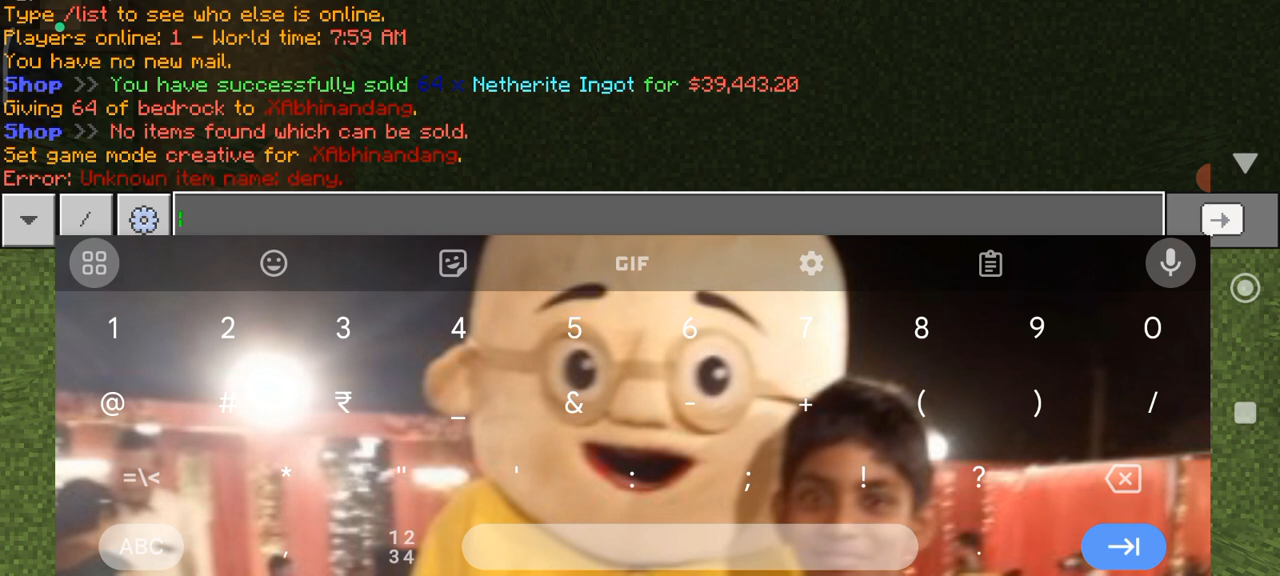 Type /list to see who else is online.
Players online: 1 - World time: 7:59 AM
You have no new mail.
Shop >> You have successfully sold 64 x Netherite Ingot for $39,443.20
Giving 64 of bedrock to .XAbhinandang.
Shop >> No items found which can be sold.
Set game mode creative for .XAbhinandang.
Error: Unknown item name: deny.
/
GIF
1 2 3 4 5 6 7 8 9 0
@ # ₹ _ & - + ( ) /
=\< * " ' : ; ! ?
ABC , 12 .
34